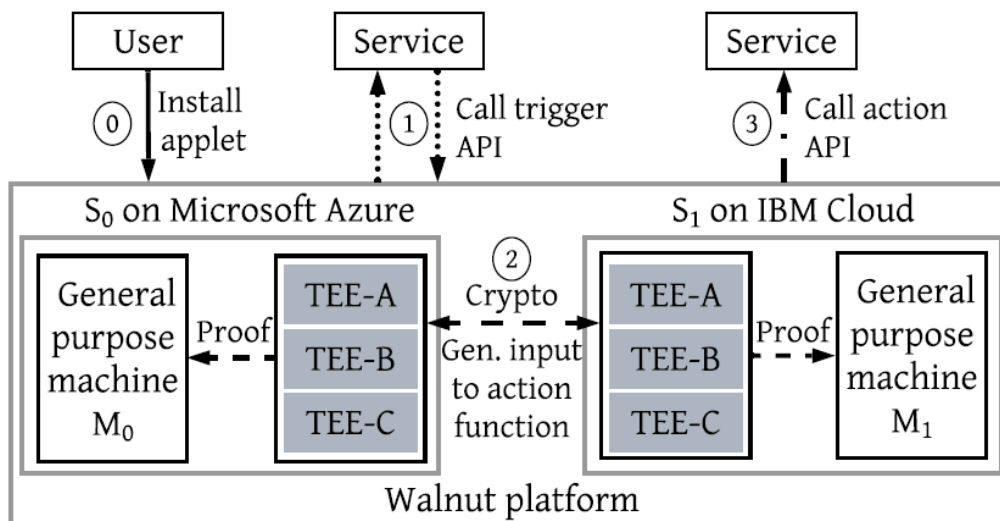 User
Service
Service
0
Install
applet
1
Call trigger
API
3
Call action
API
S₀ on Microsoft Azure
S₁ on IBM Cloud
General
purpose
machine
M₀
Proof
TEE-A
TEE-B
TEE-C
2
Crypto
Gen. input
to action
function
TEE-A
TEE-B
TEE-C
Proof
General
purpose
machine
M₁
Walnut platform